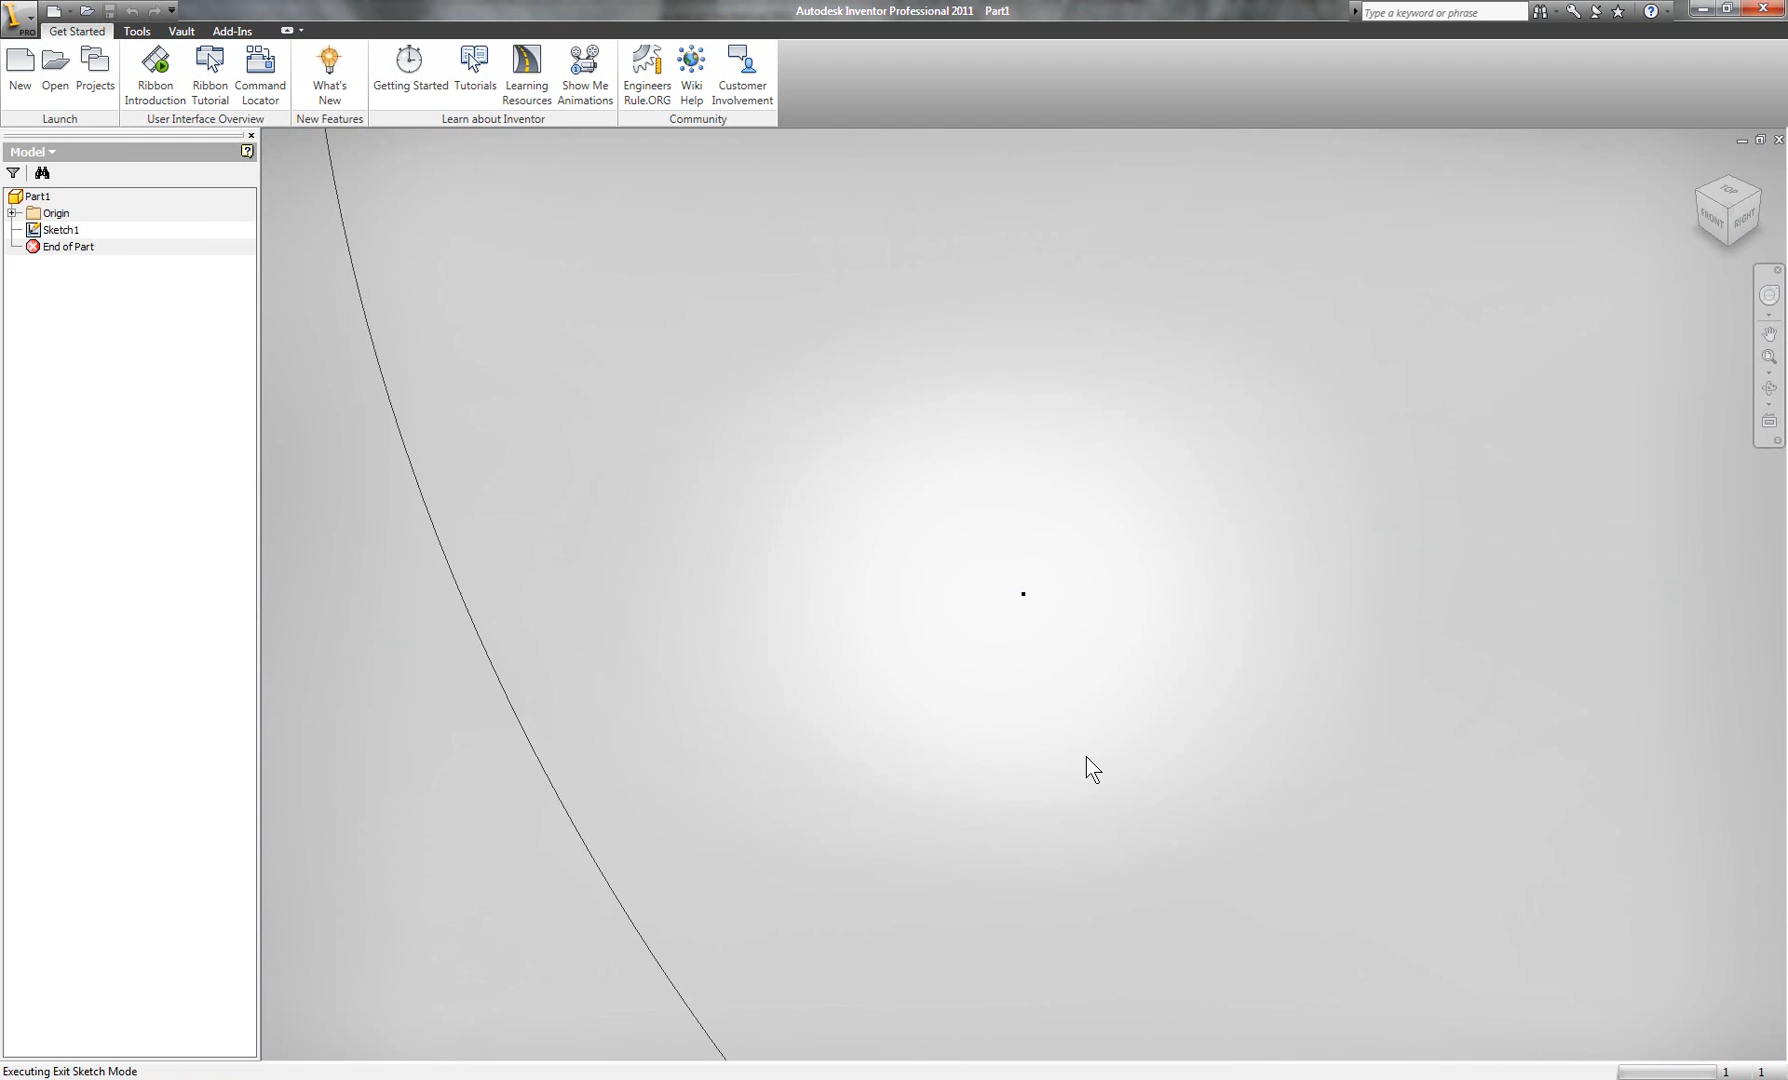 Autodesk Inventor Professional 2011 Part1
Type a keyword or phrase
PRO
Get Started Tools Vault Add-Ins
New Open Projects
Ribbon Introduction
Ribbon Tutorial
Command Locator
What's New
Getting Started
Tutorials
Learning Resources
Show Me Animations
Engineers Rule.ORG
Wiki Help
Customer Involvement
Launch User Interface Overview New Features Learn about Inventor Community
Model
Part1
Origin
Sketch1
End of Part
TOP
FRONT
RIGHT
Executing Exit Sketch Mode
1 1